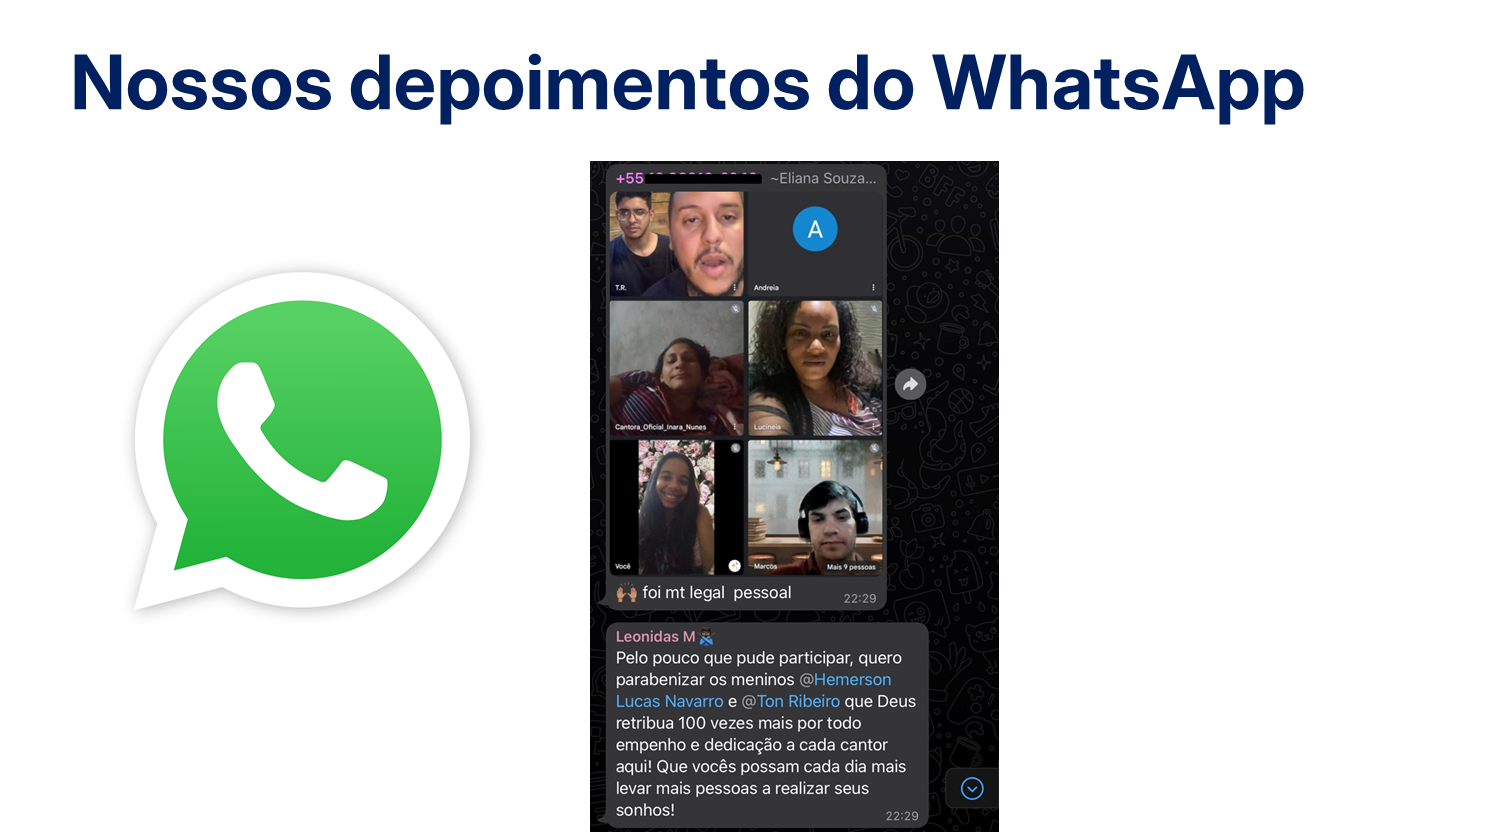 Nossos depoimentos do WhatsApp
+55 ~Eliana Souza...
T.R.
A
Andreia
Cantora_Oficial_Inara_Nunes
Lucineia
Você
Marcos
Mais 9 pessoas
🙌🏽 foi mt legal pessoal
22:29
Leonidas M
Pelo pouco que pude participar, quero
parabenizar os meninos @Hemerson
Lucas Navarro e @Ton Ribeiro que Deus
retribua 100 vezes mais por todo
empenho e dedicação a cada cantor
aqui! Que vocês possam cada dia mais
levar mais pessoas a realizar seus
sonhos!
22:29